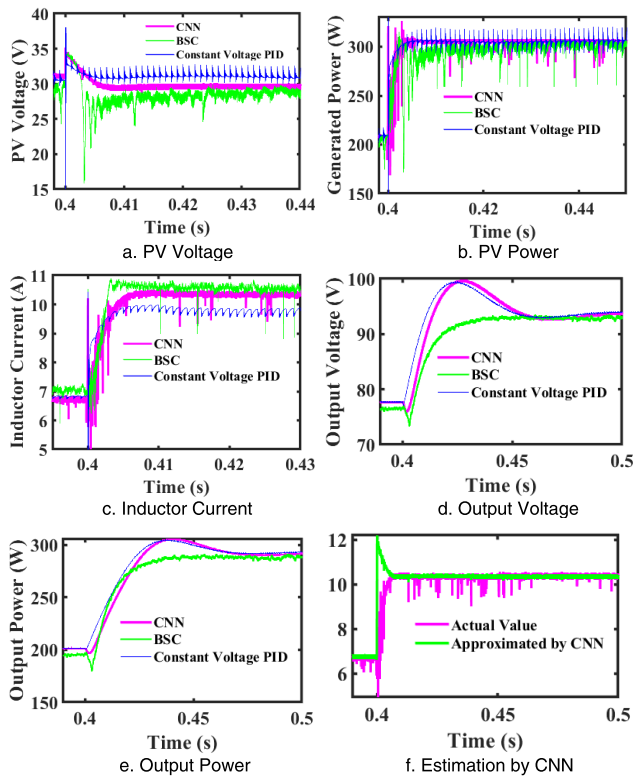 40
35
30
25
20
15
PV Voltage (V)
CNN
BSC
Constant Voltage PID
0.4
0.41
0.42
0.43
0.44
Time (s)
a. PV Voltage
300
250
200
150
Generated Power (W)
CNN
BSC
Constant Voltage PID
0.4
0.42
0.44
Time (s)
b. PV Power
11
10
9
8
7
6
5
Inductor Current (A)
CNN
BSC
Constant Voltage PID
0.4
0.41
0.42
0.43
Time (s)
c. Inductor Current
100
90
80
70
Output Voltage (V)
CNN
BSC
Constant Voltage PID
0.4
0.45
0.5
Time (s)
d. Output Voltage
300
250
200
150
Output Power (W)
CNN
BSC
Constant Voltage PID
0.4
0.45
0.5
Time (s)
e. Output Power
12
10
8
6
Actual Value
Approximated by CNN
0.4
0.45
0.5
Time (s)
f. Estimation by CNN